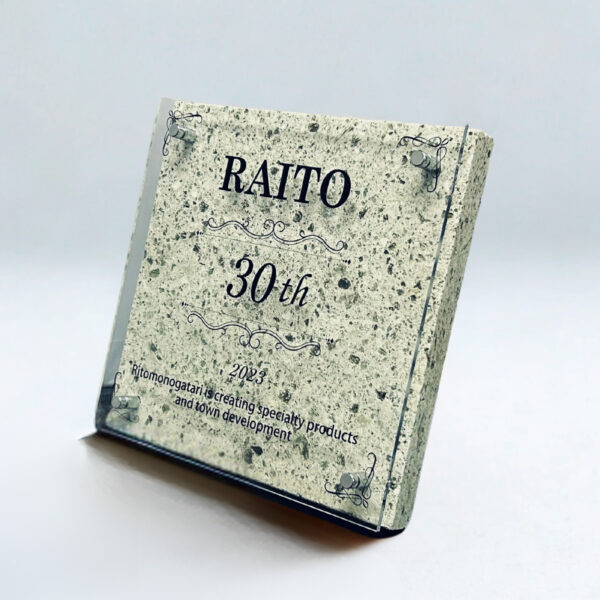 RAITO
30th
2023
Ritomonogatari is creating specialty products
and town development